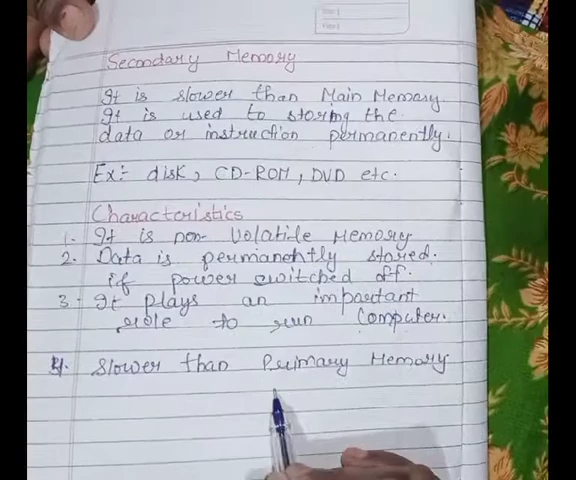 Secondary Memory
It is slower than Main Memory
It is used to storing the
data or instruction permanently.
Ex:- disk, CD-ROM, DVD etc.
Characteristics
1. It is non- Volatile Memory
2. Data is permanently stored.
if power switched off.
3. It plays an important
role to run Computer.
4. Slower than Primary Memory